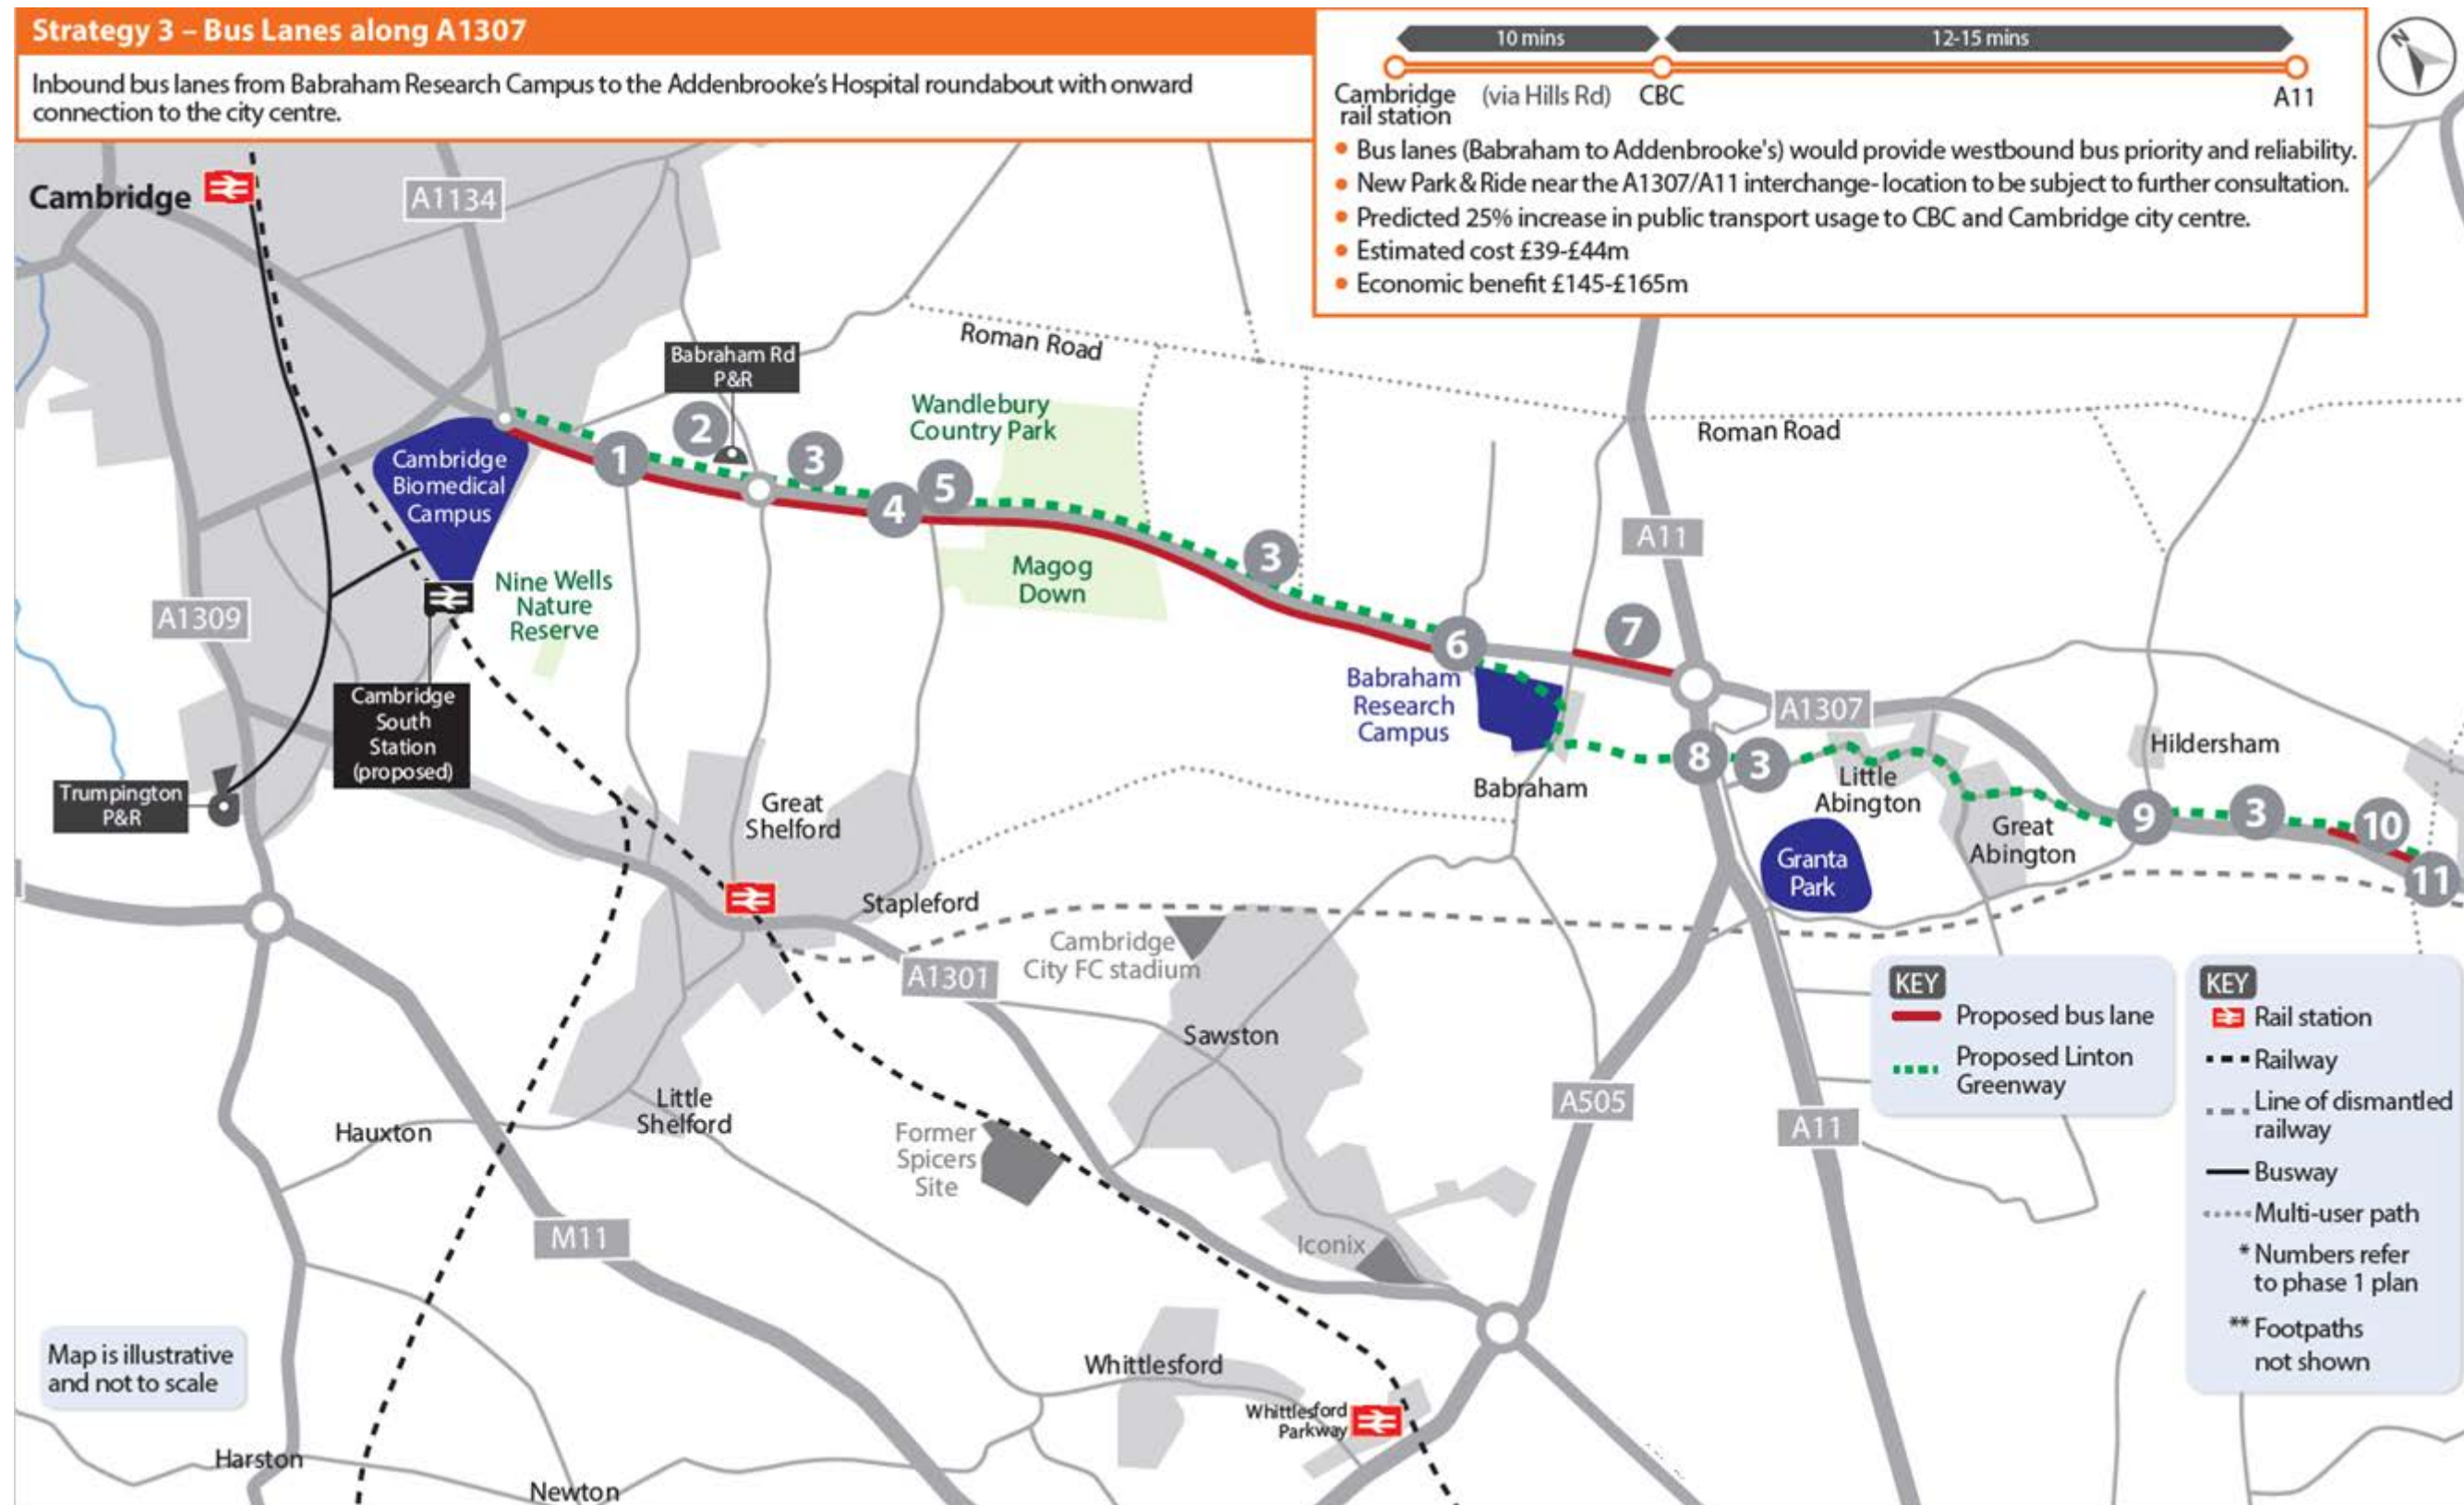 Strategy 3 – Bus Lanes along A1307
Inbound bus lanes from Babraham Research Campus to the Addenbrooke's Hospital roundabout with onward
connection to the city centre.
10 mins
12-15 mins
Cambridge
rail station
(via Hills Rd)
CBC
A11
• Bus lanes (Babraham to Addenbrooke's) would provide westbound bus priority and reliability.
• New Park & Ride near the A1307/A11 interchange- location to be subject to further consultation.
• Predicted 25% increase in public transport usage to CBC and Cambridge city centre.
• Estimated cost £39-£44m
• Economic benefit £145-£165m
N
Cambridge
A1134
Babraham Rd
P&R
Roman Road
Wandlebury
Country Park
Roman Road
1
2
3
4
5
Cambridge
Biomedical
Campus
A11
3
Magog
Down
Nine Wells
Nature
Reserve
A1309
6
7
Babraham
Research
Campus
A1307
Cambridge
South
Station
(proposed)
Hildersham
8
3
Babraham
Little
Abington
9
3
10
11
Trumpington
P&R
Great
Shelford
Great
Abington
Granta
Park
Stapleford
Cambridge
City FC stadium
A1301
Sawston
Little
Shelford
Hauxton
Former
Spicers
Site
A505
A11
M11
Iconix
KEY
Proposed bus lane
Proposed Linton
Greenway
KEY
Rail station
Railway
Line of dismantled
railway
Busway
Multi-user path
* Numbers refer
to phase 1 plan
** Footpaths
not shown
Map is illustrative
and not to scale
Whittlesford
Whittlesford
Parkway
Harston
Newton